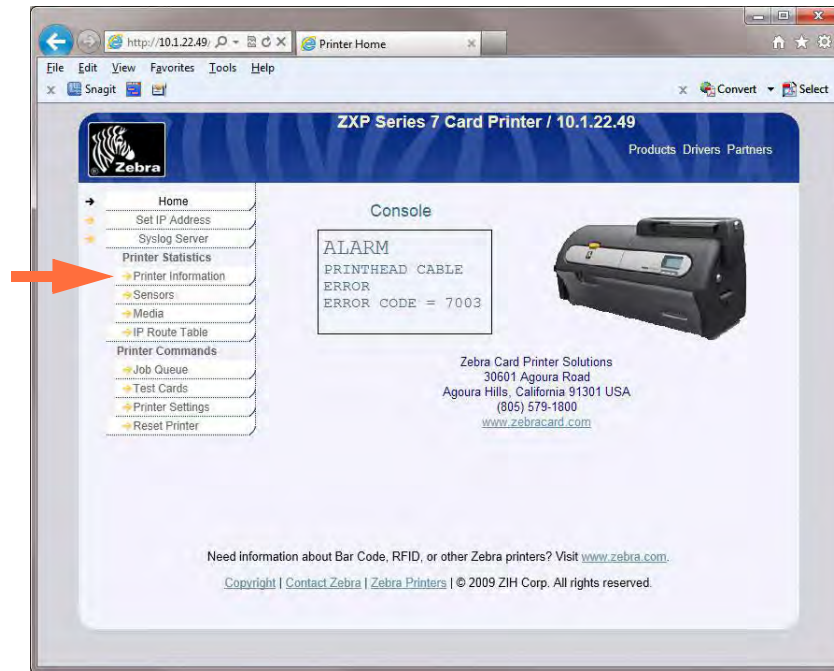 http://10.1.22.49/
Printer Home
File Edit View Favorites Tools Help
Snagit
Convert
Select
ZXP Series 7 Card Printer / 10.1.22.49
Products Drivers Partners
Zebra
Home
Set IP Address
Syslog Server
Printer Statistics
Printer Information
Sensors
Media
IP Route Table
Printer Commands
Job Queue
Test Cards
Printer Settings
Reset Printer
Console
ALARM
PRINTHEAD CABLE
ERROR
ERROR CODE = 7003
Zebra Card Printer Solutions
30601 Agoura Road
Agoura Hills, California 91301 USA
(805) 579-1800
www.zebracard.com
Need information about Bar Code, RFID, or other Zebra printers? Visit www.zebra.com.
Copyright | Contact Zebra | Zebra Printers | © 2009 ZIH Corp. All rights reserved.